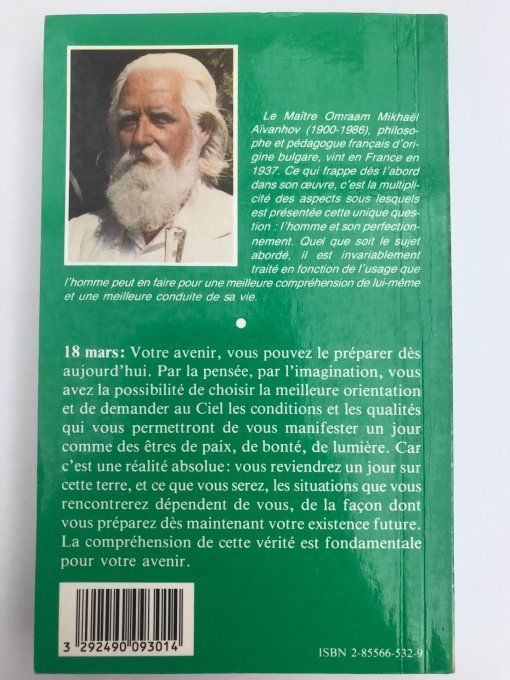 Le Maître Omraam Mikhaël
Aïvanhov (1900-1986), philoso-
phe et pédagogue français d'ori-
gine bulgare, vint en France en
1937. Ce qui frappe dès l'abord
dans son œuvre, c'est la multipli-
cité des aspects sous lesquels
est présentée cette unique ques-
tion : l'homme et son perfection-
nement. Quel que soit le sujet
abordé, il est invariablement
traité en fonction de l'usage que
l'homme peut en faire pour une meilleure compréhension de lui-même
et une meilleure conduite de sa vie.
18 mars : Votre avenir, vous pouvez le préparer dès
aujourd'hui. Par la pensée, par l'imagination, vous
avez la possibilité de choisir la meilleure orientation
et de demander au Ciel les conditions et les qualités
qui vous permettront de vous manifester un jour
comme des êtres de paix, de bonté, de lumière. Car
c'est une réalité absolue : vous reviendrez un jour sur
cette terre, et ce que vous serez, les situations que vous
rencontrerez dépendent de vous, de la façon dont
vous préparez dès maintenant votre existence future.
La compréhension de cette vérité est fondamentale
pour votre avenir.
3 292490 093014
ISBN 2-85566-532-9